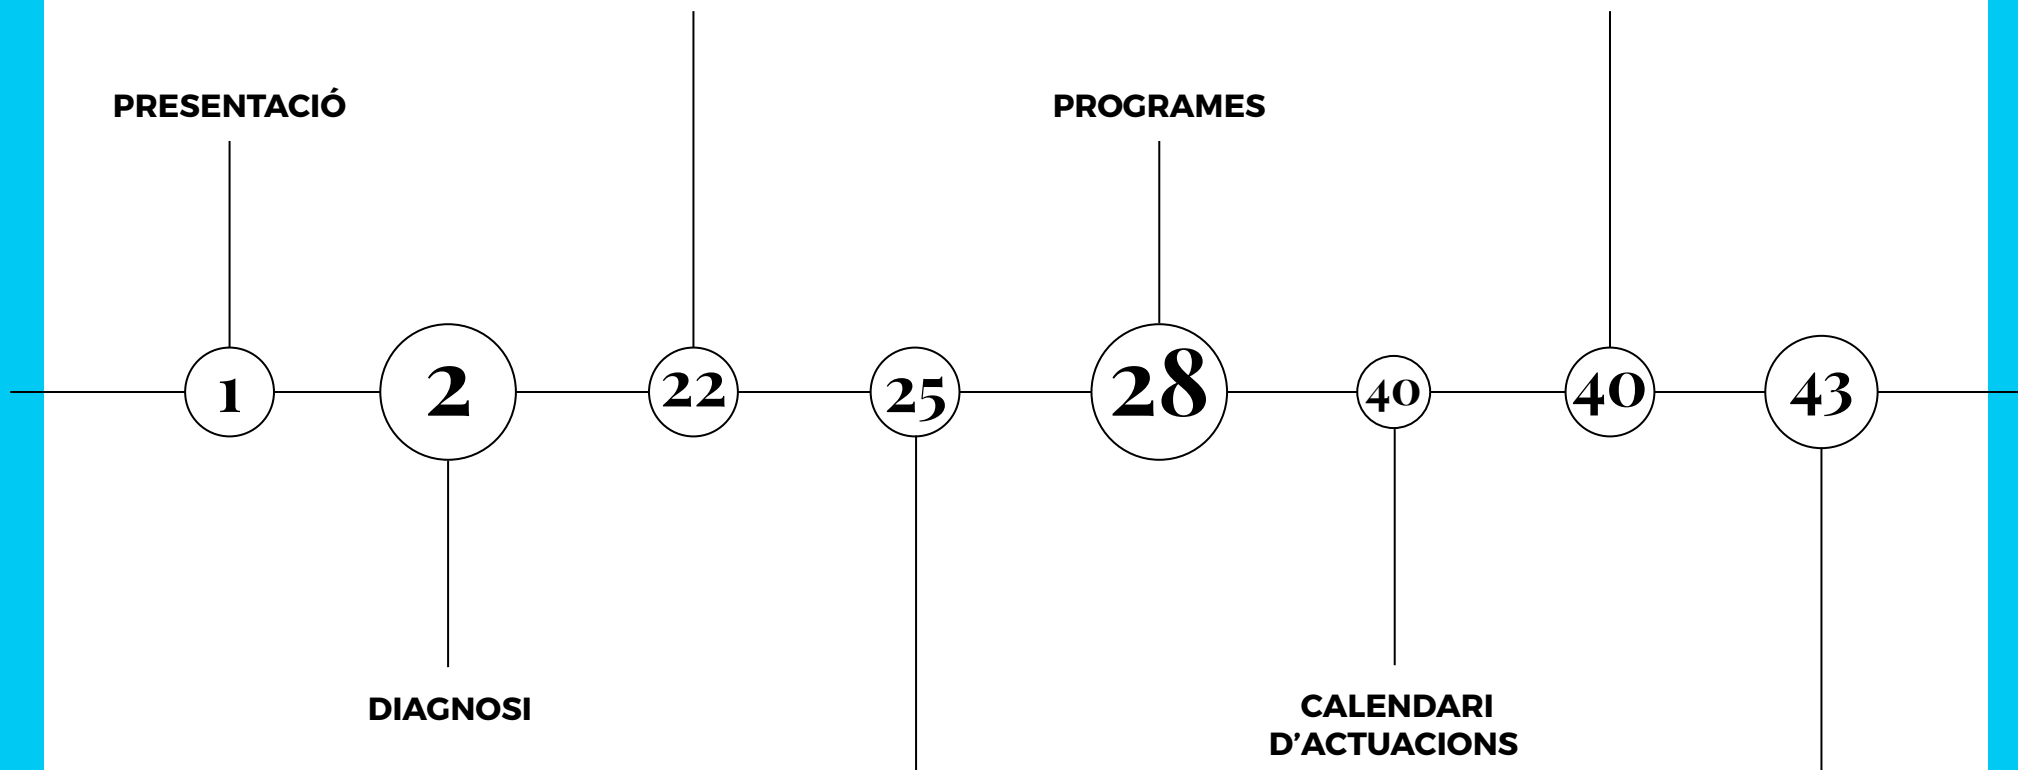 PRESENTACIÓ
PROGRAMES
1
2
22
25
28
40
40
43
DIAGNOSI
CALENDARI
D’ACTUACIONS